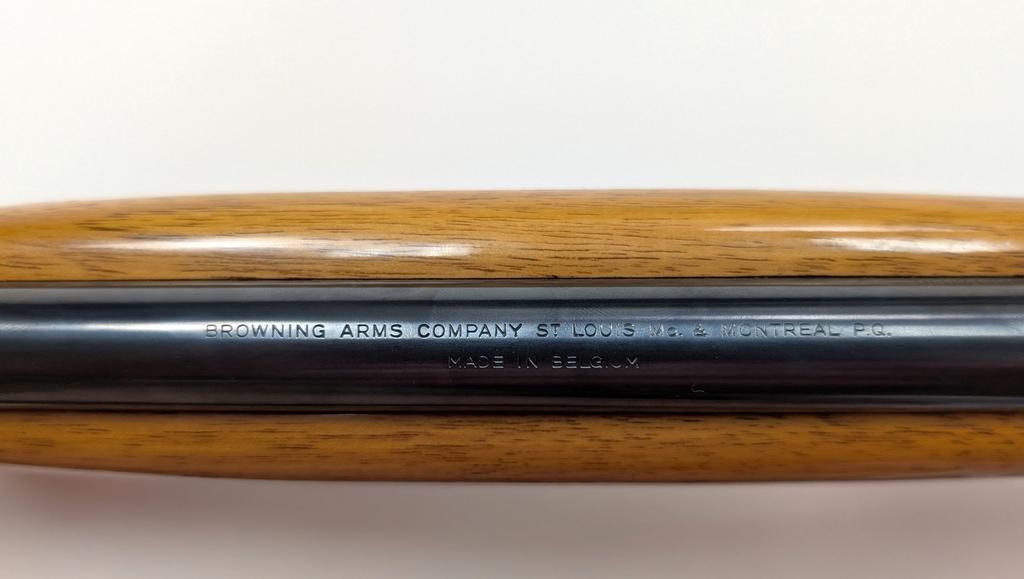 BROWNING ARMS COMPANY ST LOUIS Mo. & MONTREAL P.Q.
MADE IN BELGIUM